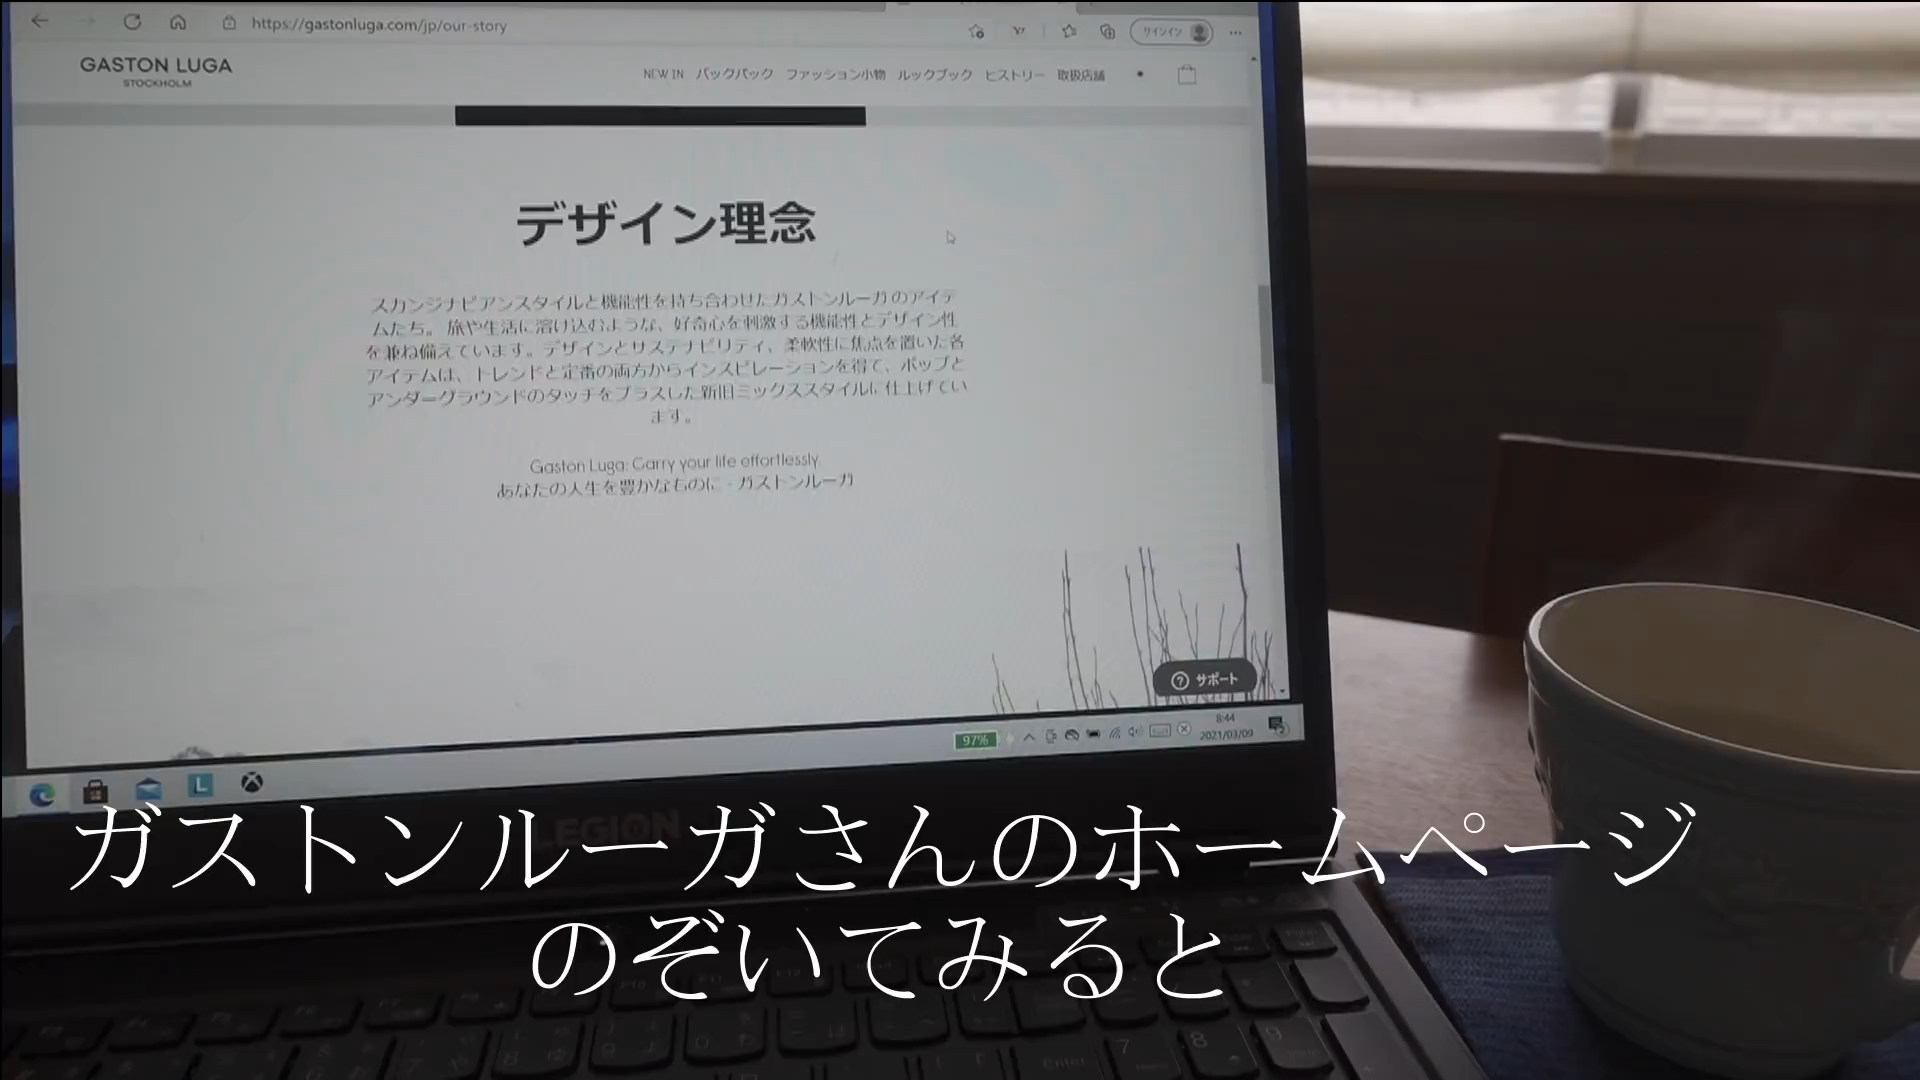 https://gastonluga.com/jp/our-story
サインイン
GASTON LUGA
STOCKHOLM
NEW IN バックパック ファッション小物 ルックブック ヒストリー 取扱店舗
デザイン理念
スカンジナビアンスタイルと機能性を持ち合わせたガストンルーガのアイテ
ムたち。旅や生活に溶け込むような、好奇心を刺激する機能性とデザイン性
を兼ね備えています。デザインとサステナビリティ、柔軟性に焦点を置いた各
アイテムは、トレンドと定番の両方からインスピレーションを得て、ポップと
アンダーグラウンドのタッチをプラスした新旧ミックススタイルに仕上げてい
ます。
Gaston Luga: Carry your life effortlessly.
あなたの人生を豊かなものに - ガストンルーガ
サポート
97%
8:44
2021/03/09
L
LEGION
ガストンルーガさんのホームページ
のぞいてみると
Enter
7
8
9